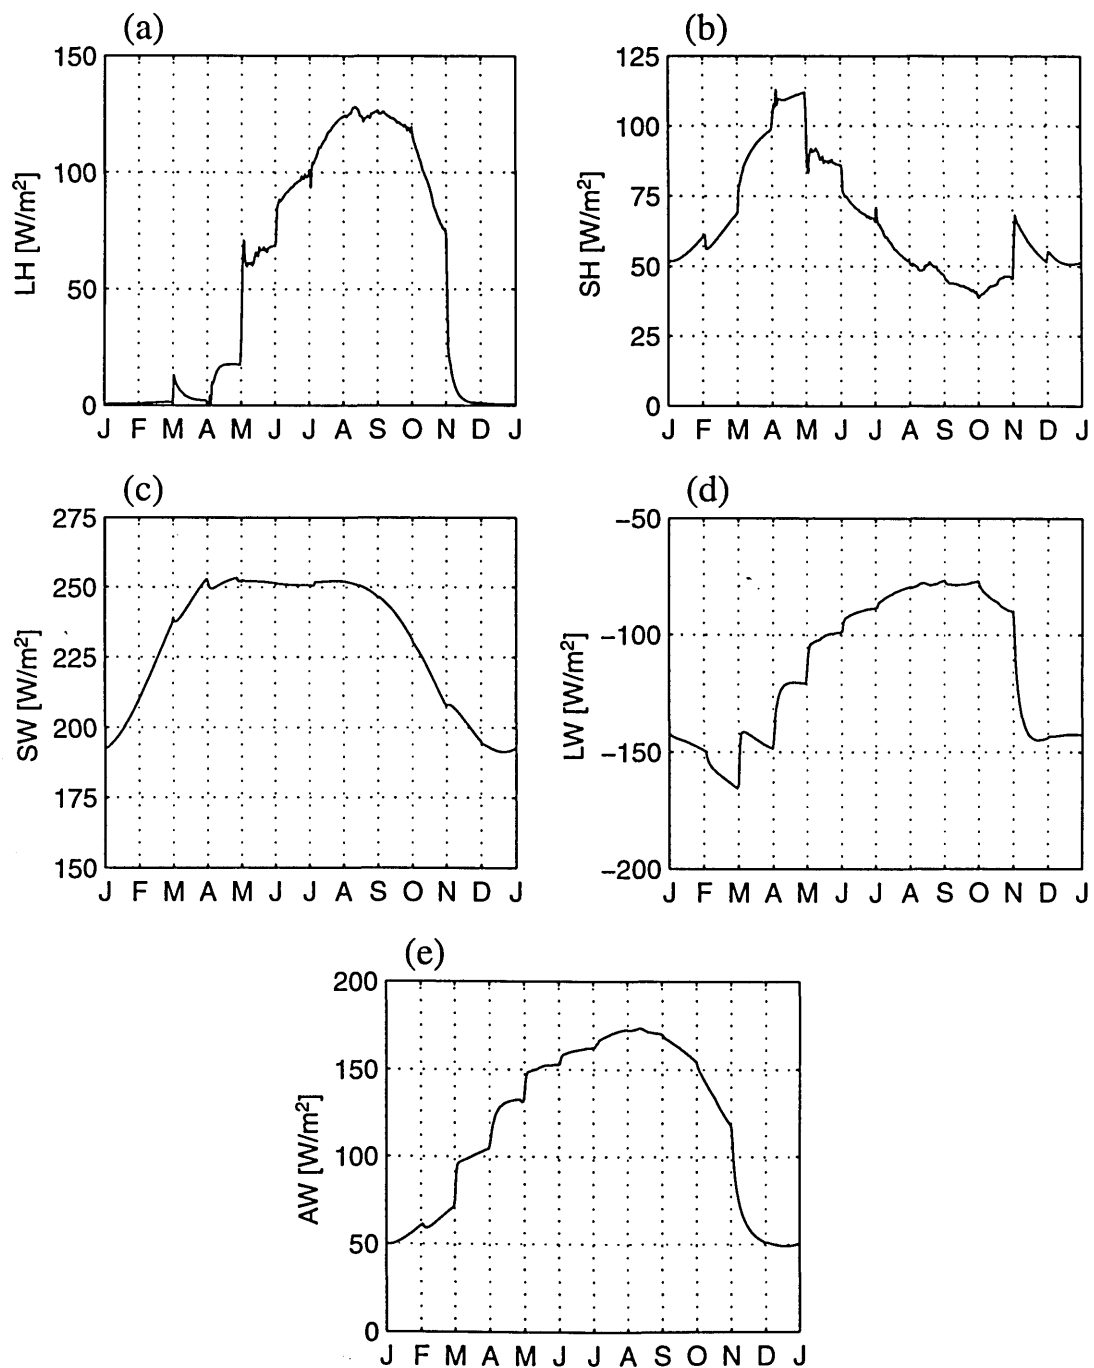 (a)
150
100
50
0
LH [W/m²]
J F M A M J J A S O N D J
(b)
125
100
75
50
25
0
SH [W/m²]
J F M A M J J A S O N D J
(c)
275
250
225
200
175
150
SW [W/m²]
J F M A M J J A S O N D J
(d)
−50
−100
−150
−200
LW [W/m²]
J F M A M J J A S O N D J
(e)
200
150
100
50
0
AW [W/m²]
J F M A M J J A S O N D J